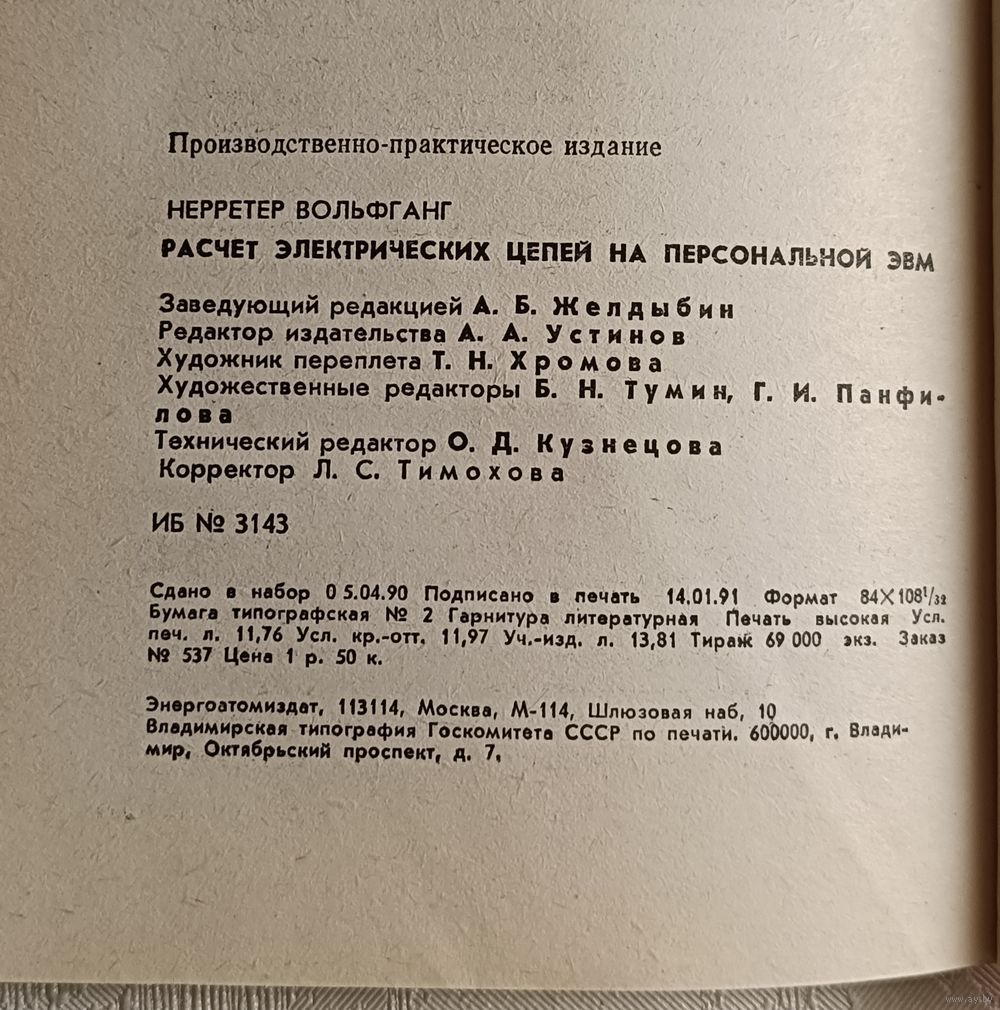 Производственно-практическое издание
НЕРРЕТЕР ВОЛЬФГАНГ
РАСЧЕТ ЭЛЕКТРИЧЕСКИХ ЦЕПЕЙ НА ПЕРСОНАЛЬНОЙ ЭВМ
Заведующий редакцией А. Б. Желдыбин
Редактор издательства А. А. Устинов
Художник переплета Т. Н. Хромова
Художественные редакторы Б. Н. Тумин, Г. И. Панфи-
лова
Технический редактор О. Д. Кузнецова
Корректор Л. С. Тимохова
ИБ № 3143
Сдано в набор 0 5.04.90 Подписано в печать 14.01.91 Формат 84×108¹/₃₂
Бумага типографская № 2 Гарнитура литературная Печать высокая Усл.
печ. л. 11,76 Усл. кр.-отт. 11,97 Уч.-изд. л. 13,81 Тираж 69 000 экз. Заказ
№ 537 Цена 1 р. 50 к.
Энергоатомиздат, 113114, Москва, М-114, Шлюзовая наб, 10
Владимирская типография Госкомитета СССР по печати. 600000, г. Влади-
мир, Октябрьский проспект, д. 7,
www.ay.by